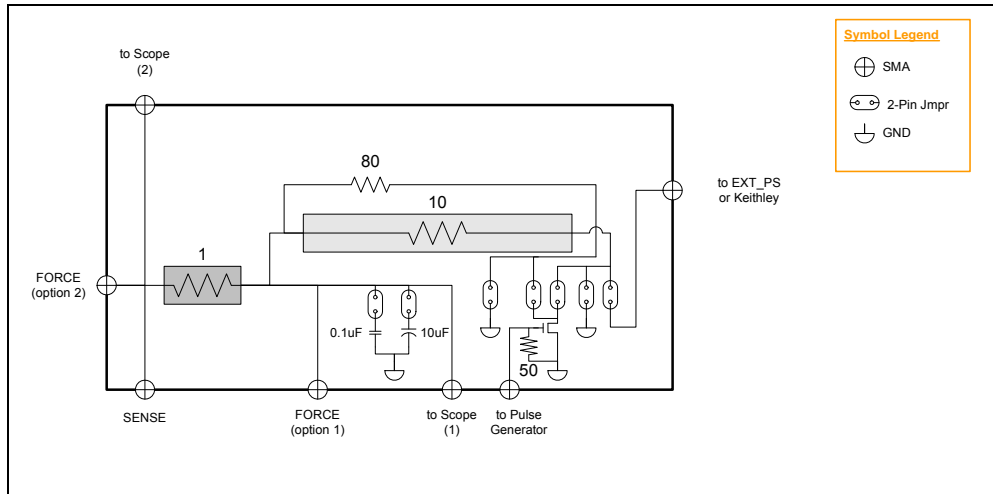 Symbol Legend
SMA
2-Pin Jmpr
GND
to Scope
(2)
80
to EXT_PS
or Keithley
10
1
FORCE
(option 2)
0.1uF
10uF
50
SENSE
FORCE
(option 1)
to Scope
(1)
to Pulse
Generator